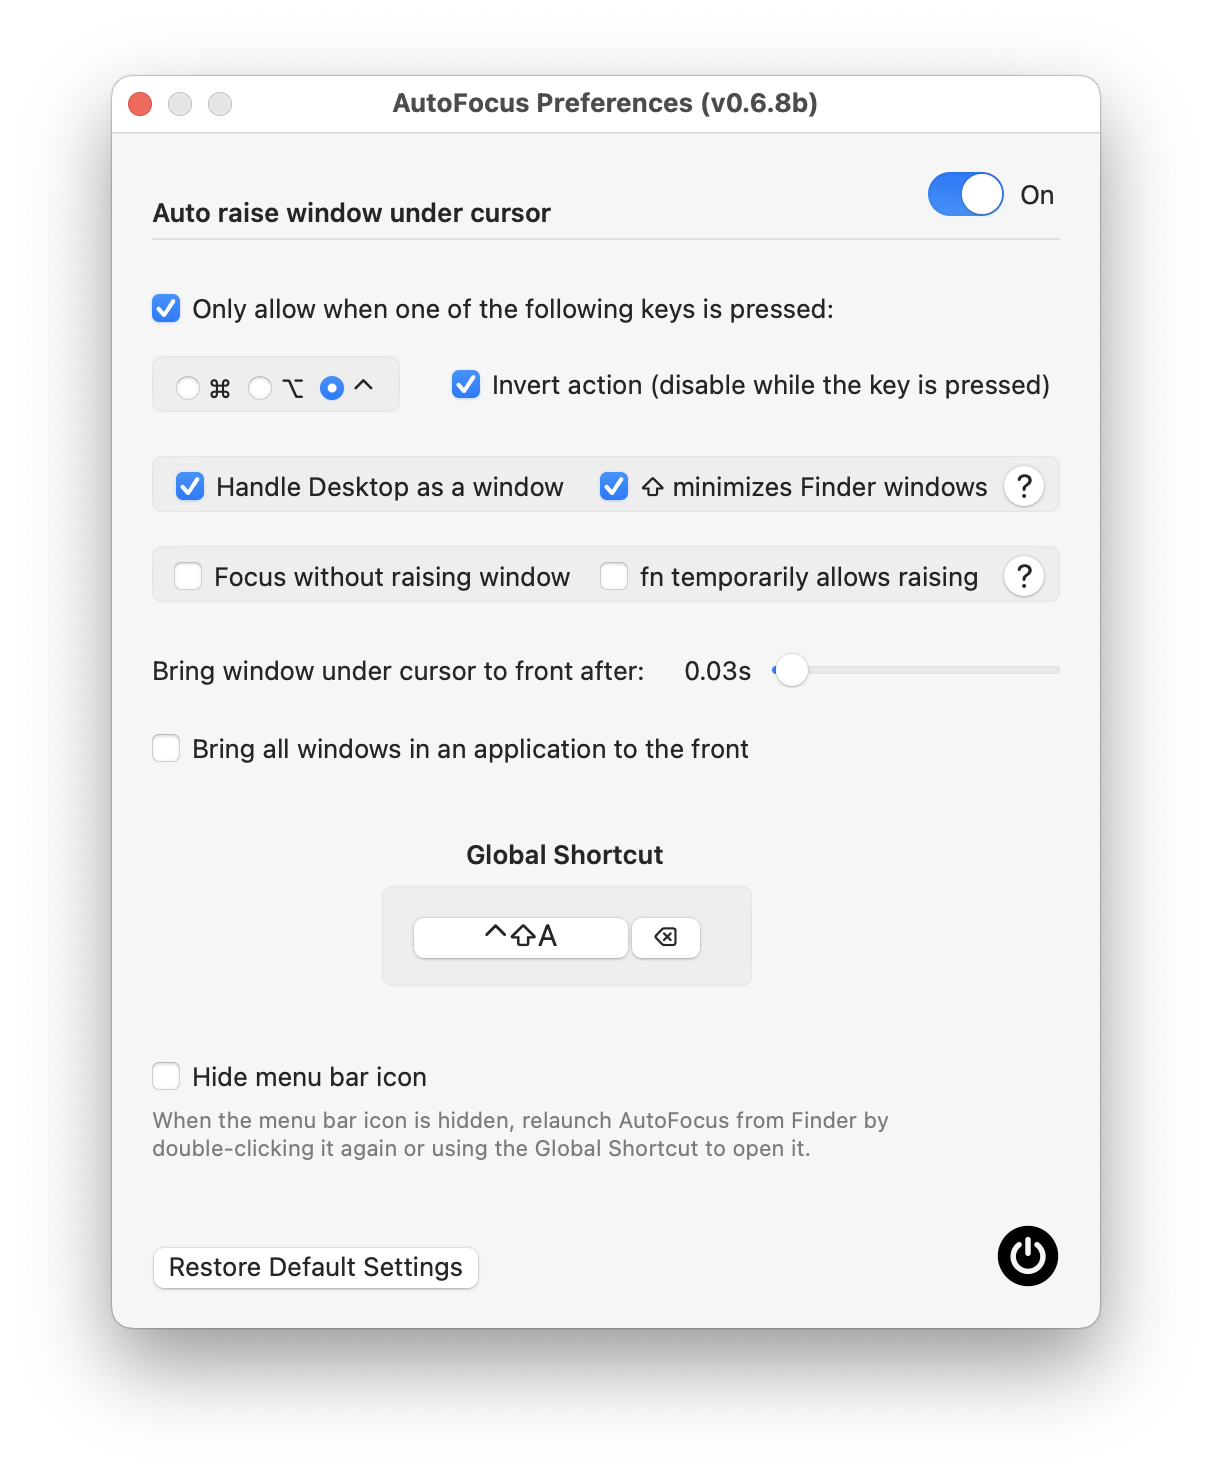 AutoFocus Preferences (v0.6.8b)
Auto raise window under cursor
On
Only allow when one of the following keys is pressed:
⌘ ⌥ ^
Invert action (disable while the key is pressed)
Handle Desktop as a window
⇧ minimizes Finder windows
?
Focus without raising window
fn temporarily allows raising
?
Bring window under cursor to front after: 0.03s
Bring all windows in an application to the front
Global Shortcut
^⇧A
⌫
Hide menu bar icon
When the menu bar icon is hidden, relaunch AutoFocus from Finder by
double-clicking it again or using the Global Shortcut to open it.
Restore Default Settings